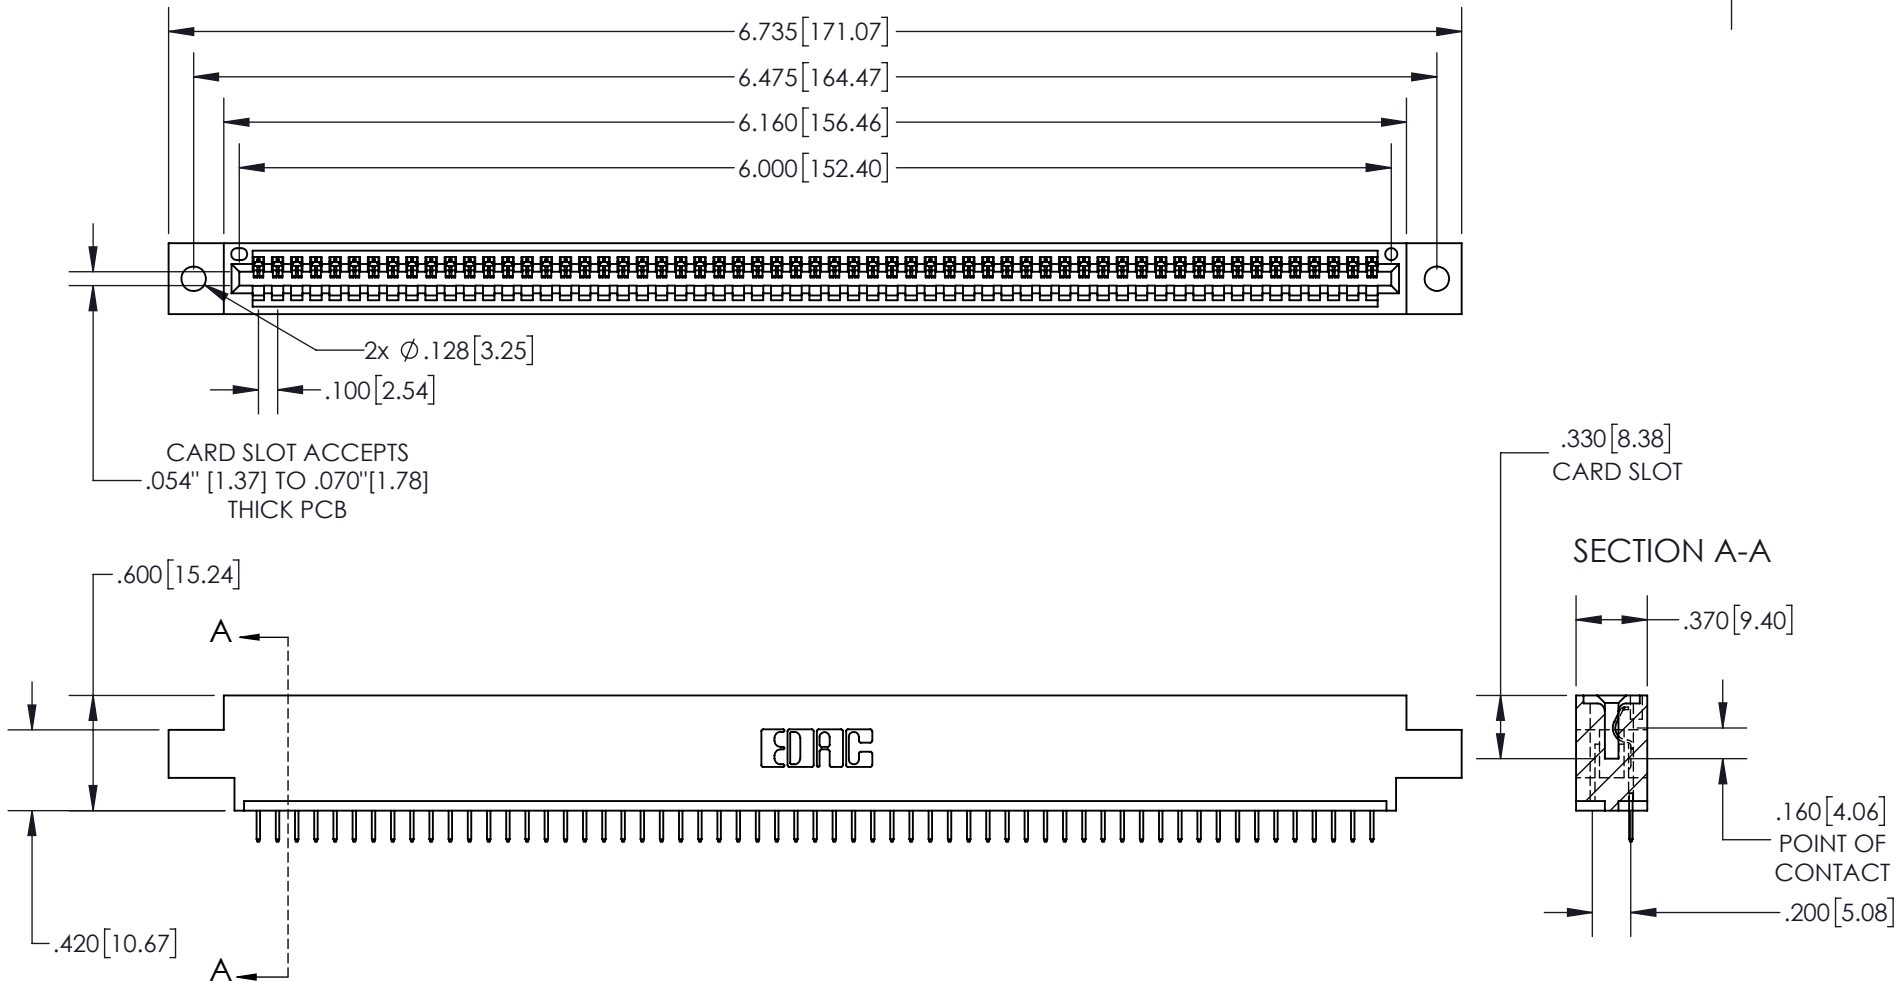 6.735[171.07]
6.475[164.47]
6.160[156.46]
6.000[152.40]
2x Ø.128[3.25]
.100[2.54]
CARD SLOT ACCEPTS
.054" [1.37] TO .070"[1.78]
THICK PCB
.330[8.38]
CARD SLOT
SECTION A-A
.600[15.24]
A
.370[9.40]
EDAC
.160[4.06]
POINT OF
CONTACT
.200[5.08]
.420[10.67]
A